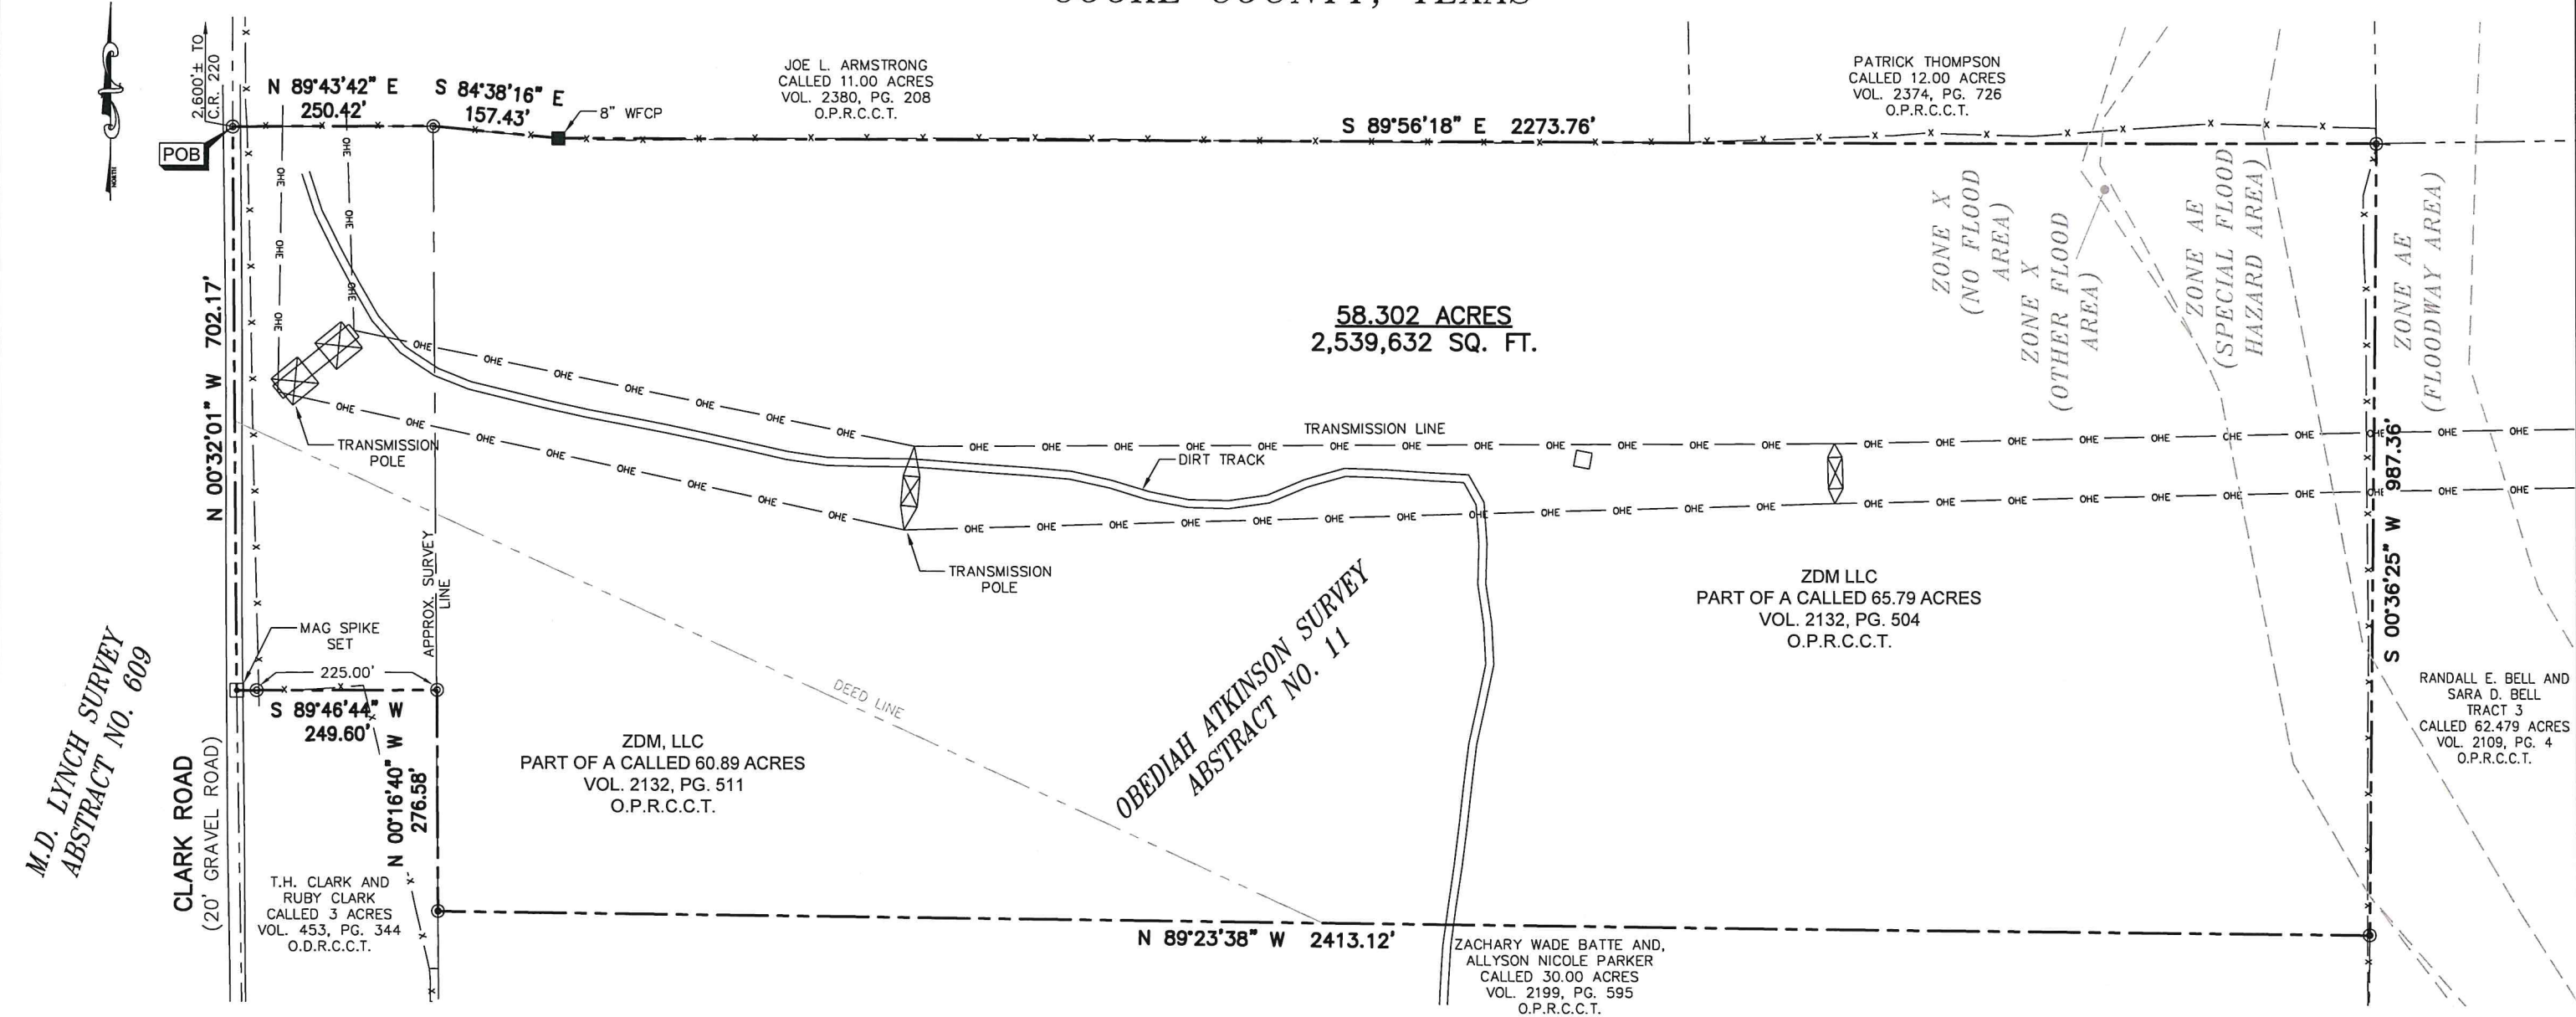 COOKE COUNTY, TEXAS
NORTH
2,600'± TO
C.R. 220
N 89°43'42" E
250.42'
S 84°38'16" E
157.43'
8" WFCP
JOE L. ARMSTRONG
CALLED 11.00 ACRES
VOL. 2380, PG. 208
O.P.R.C.C.T.
S 89°56'18" E 2273.76'
PATRICK THOMPSON
CALLED 12.00 ACRES
VOL. 2374, PG. 726
O.P.R.C.C.T.
POB
ZONE X
(NO FLOOD
AREA)
ZONE X
(OTHER FLOOD
AREA)
ZONE AE
(SPECIAL FLOOD
HAZARD AREA)
ZONE AE
(FLOODWAY AREA)
58.302 ACRES
2,539,632 SQ. FT.
N 00°32'01" W 702.17'
TRANSMISSION
POLE
TRANSMISSION LINE
DIRT TRACK
TRANSMISSION
POLE
OHE
S 00°36'25" W 987.36'
APPROX. SURVEY
LINE
MAG SPIKE
SET
225.00'
S 89°46'44" W
249.60'
DEED LINE
OBEDIAH ATKINSON SURVEY
ABSTRACT NO. 11
ZDM LLC
PART OF A CALLED 65.79 ACRES
VOL. 2132, PG. 504
O.P.R.C.C.T.
M.D. LYNCH SURVEY
ABSTRACT NO. 609
CLARK ROAD
(20' GRAVEL ROAD)
N 00°16'40" W
276.58'
ZDM, LLC
PART OF A CALLED 60.89 ACRES
VOL. 2132, PG. 511
O.P.R.C.C.T.
RANDALL E. BELL AND
SARA D. BELL
TRACT 3
CALLED 62.479 ACRES
VOL. 2109, PG. 4
O.P.R.C.C.T.
T.H. CLARK AND
RUBY CLARK
CALLED 3 ACRES
VOL. 453, PG. 344
O.D.R.C.C.T.
N 89°23'38" W 2413.12'
ZACHARY WADE BATTE AND,
ALLYSON NICOLE PARKER
CALLED 30.00 ACRES
VOL. 2199, PG. 595
O.P.R.C.C.T.